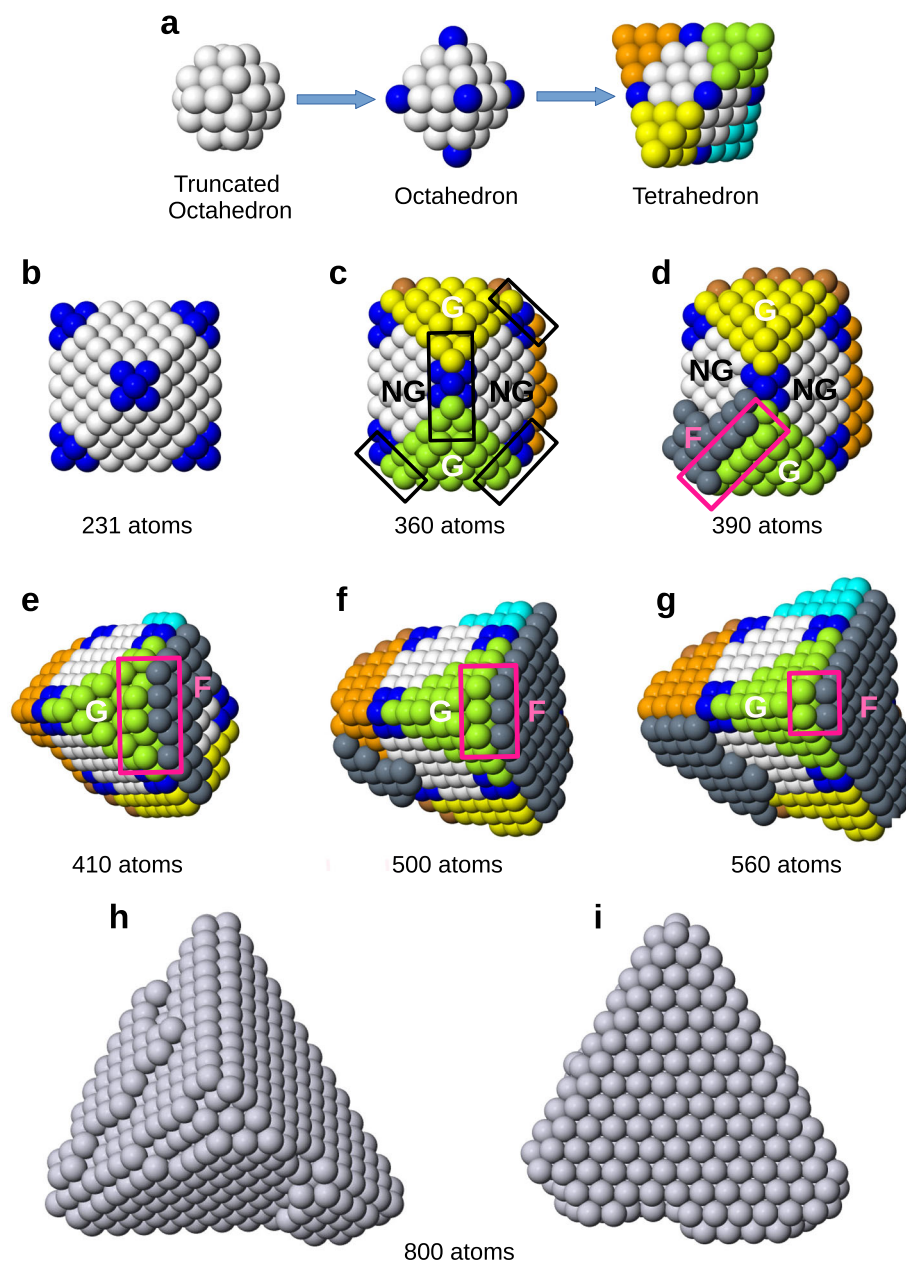 a
Truncated
Octahedron
Octahedron
Tetrahedron
b
c
d
G
NG
NG
G
G
NG
NG
F
G
231 atoms
360 atoms
390 atoms
e
f
g
G
F
G
F
G
F
410 atoms
500 atoms
560 atoms
h
i
800 atoms